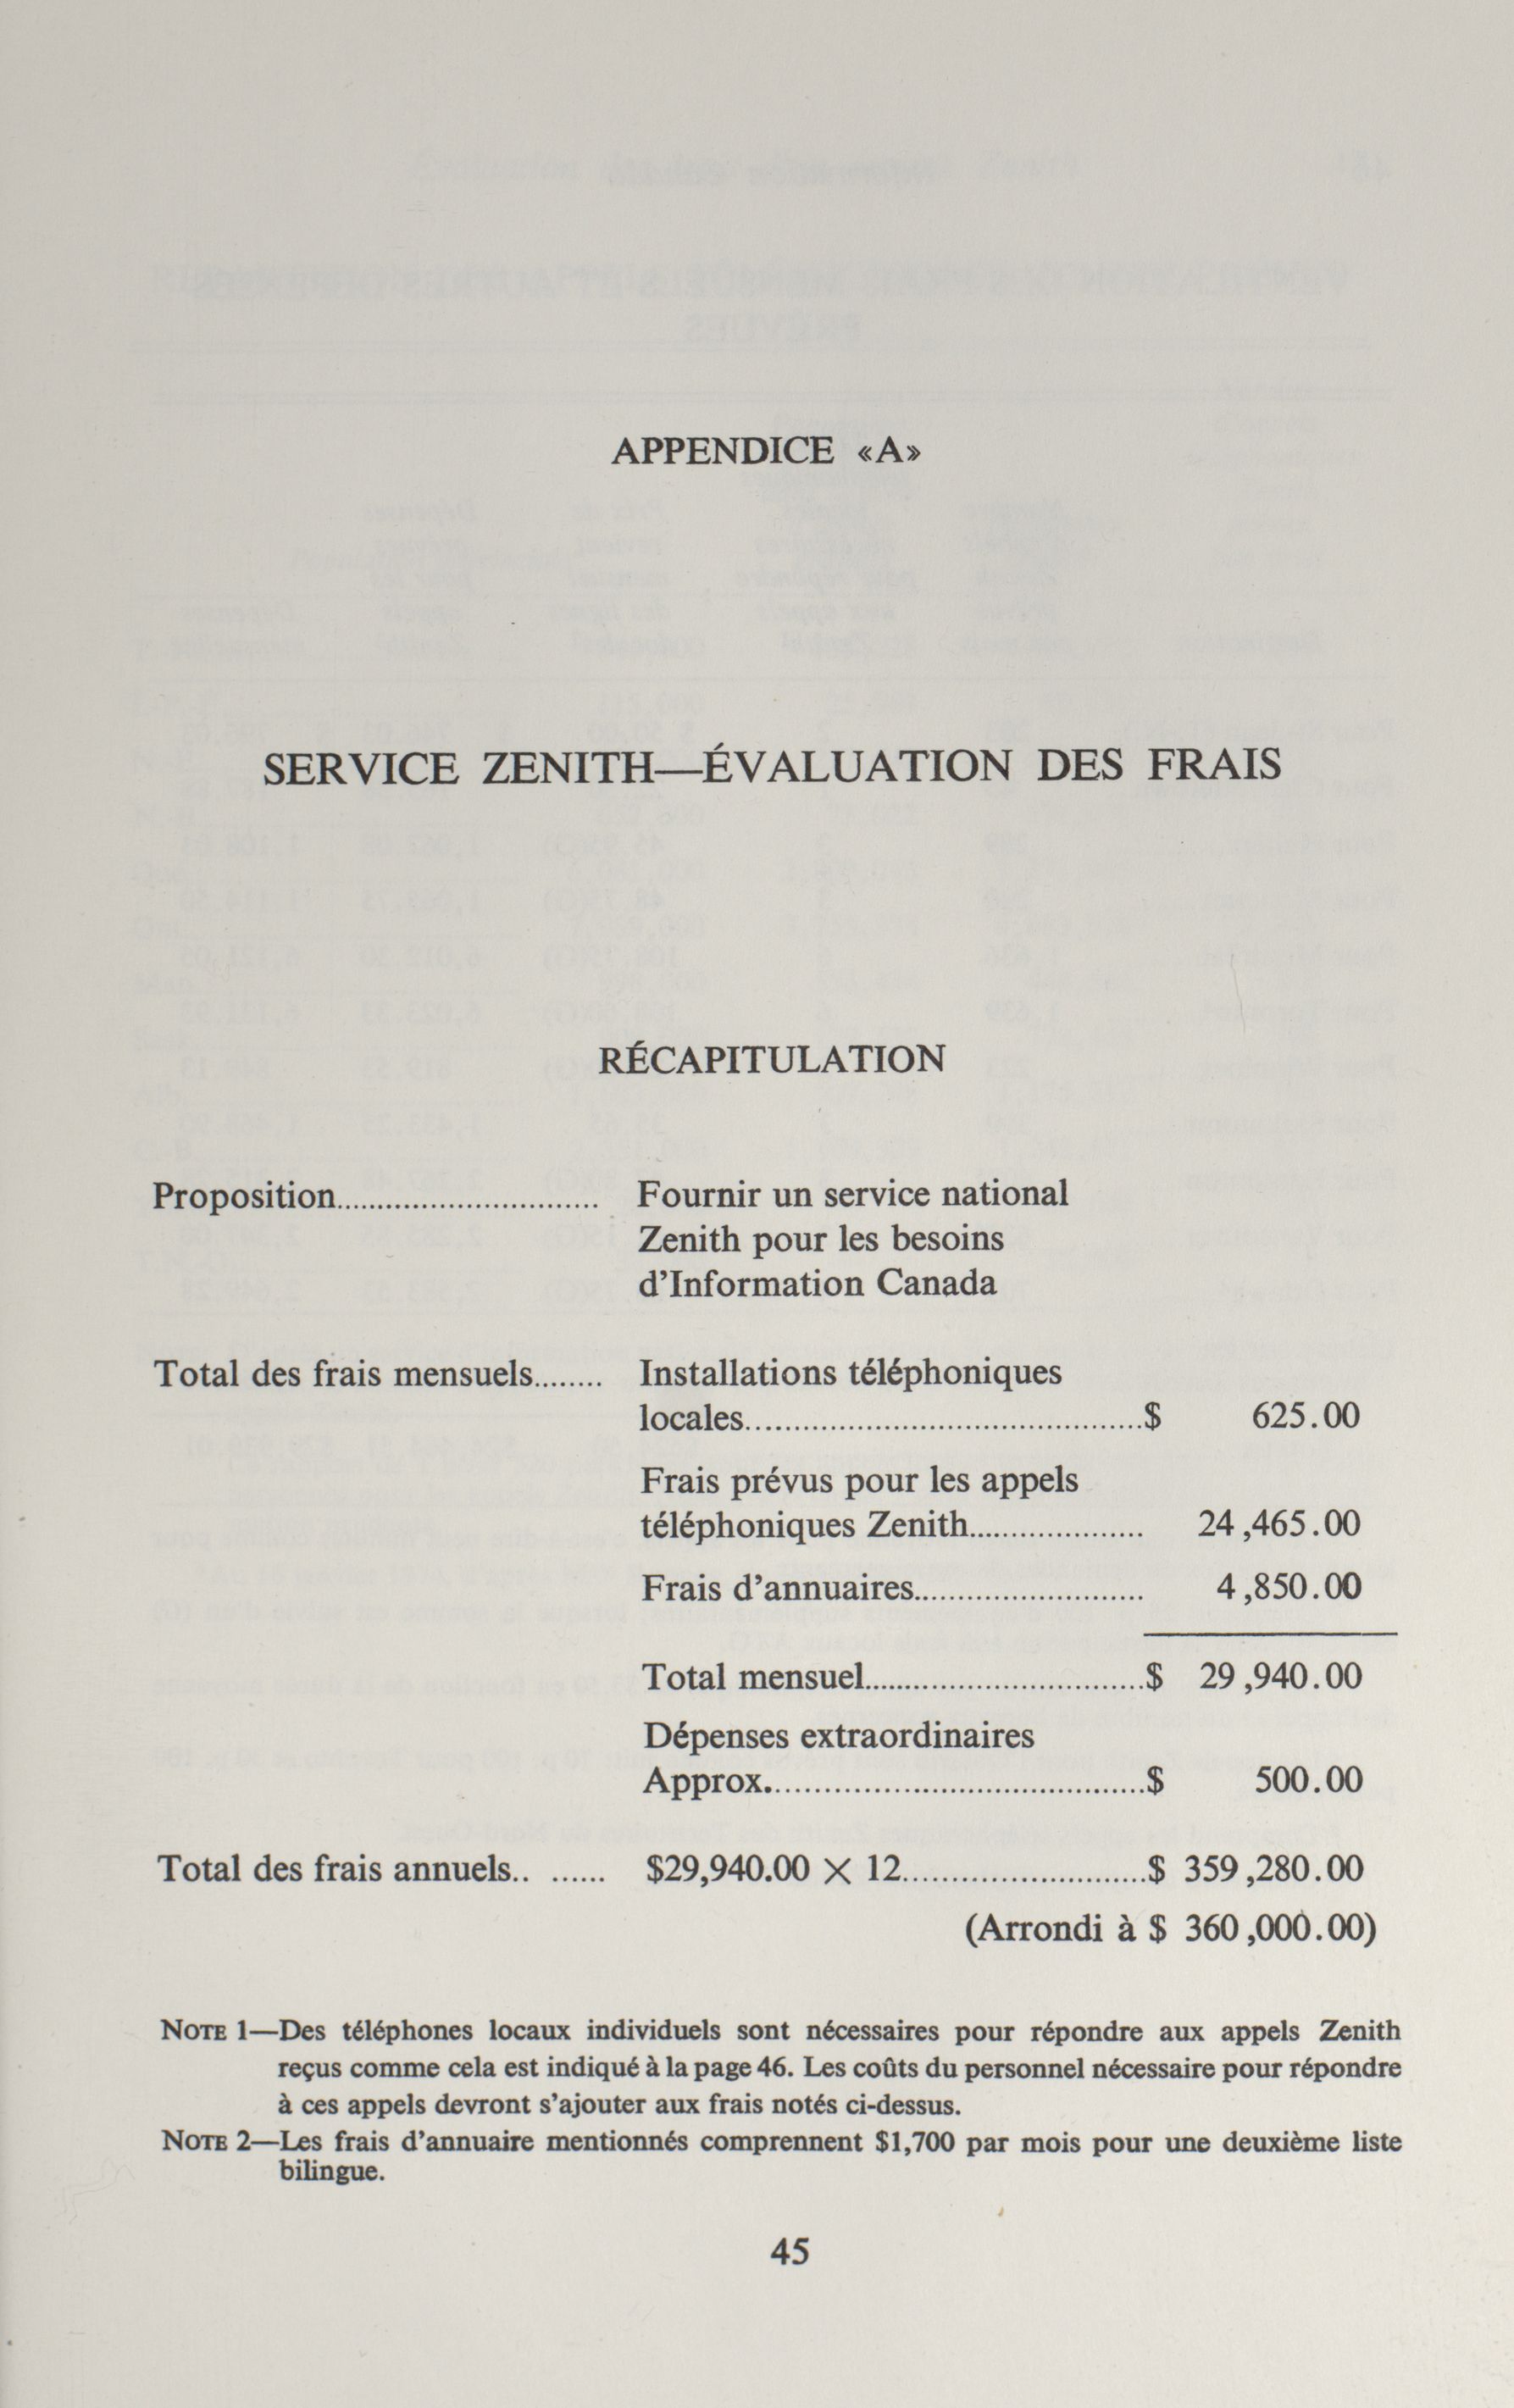 APPENDICE «A»
SERVICE ZENITH—ÉVALUATION DES FRAIS
RÉCAPITULATION
Proposition............................... Fournir un service national
Zenith pour les besoins
d'Information Canada
Total des frais mensuels........ Installations téléphoniques
locales...............................................$ 625.00
Frais prévus pour les appels
téléphoniques Zenith..................... 24,465.00
Frais d'annuaires........................... 4,850.00
Total mensuel.................................$ 29,940.00
Dépenses extraordinaires
Approx.............................................$ 500.00
Total des frais annuels.. ...... $29,940.00 × 12.............................$ 359,280.00
(Arrondi à $ 360,000.00)
NOTE 1—Des téléphones locaux individuels sont nécessaires pour répondre aux appels Zenith
reçus comme cela est indiqué à la page 46. Les coûts du personnel nécessaire pour répondre
à ces appels devront s'ajouter aux frais notés ci-dessus.
NOTE 2—Les frais d'annuaire mentionnés comprennent $1,700 par mois pour une deuxième liste
bilingue.
45